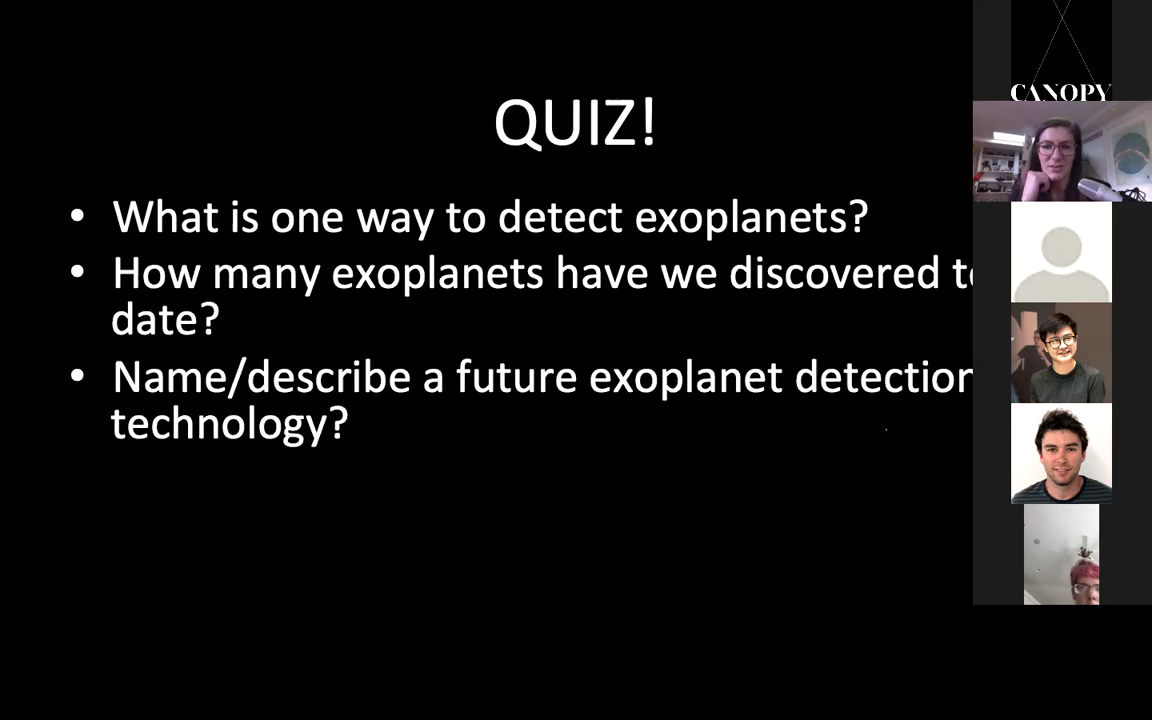 QUIZ!
• What is one way to detect exoplanets?
• How many exoplanets have we discovered
date?
• Name/describe a future exoplanet detection
technology?
CANOPY